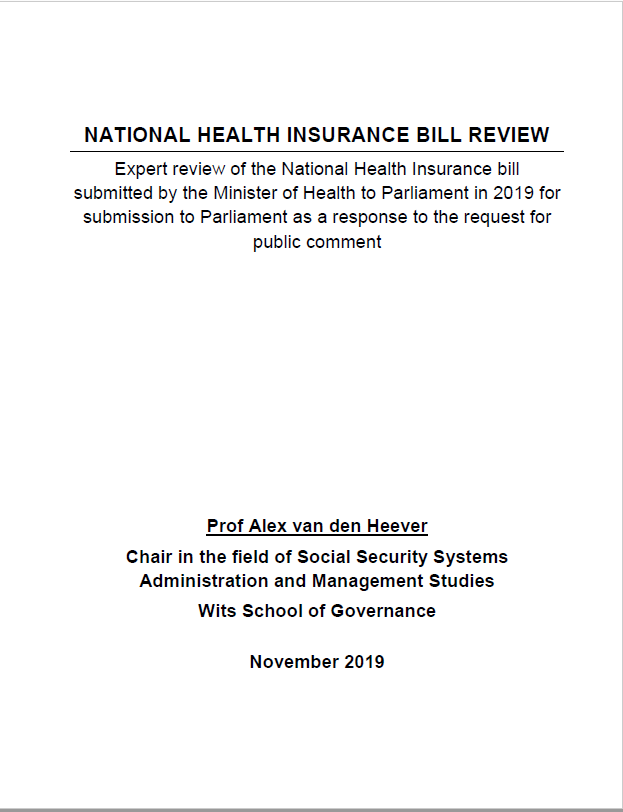 NATIONAL HEALTH INSURANCE BILL REVIEW
Expert review of the National Health Insurance bill
submitted by the Minister of Health to Parliament in 2019 for
submission to Parliament as a response to the request for
public comment
Prof Alex van den Heever
Chair in the field of Social Security Systems
Administration and Management Studies
Wits School of Governance
November 2019